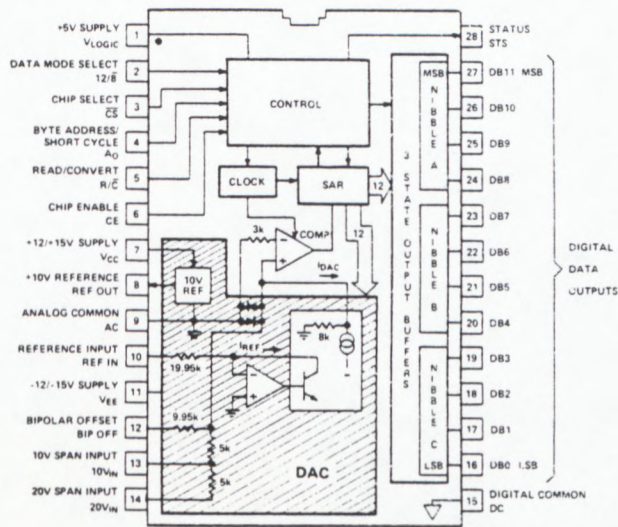 +5V SUPPLY
VLOGIC
1
DATA MODE SELECT
12/8̅
2
CHIP SELECT
C̅S̅
3
BYTE ADDRESS/
SHORT CYCLE
A0
4
READ/CONVERT
R/C̅
5
CHIP ENABLE
CE
6
+12/+15V SUPPLY
VCC
7
+10V REFERENCE
REF OUT
8
ANALOG COMMON
AC
9
REFERENCE INPUT
REF IN
10
-12/-15V SUPPLY
VEE
11
BIPOLAR OFFSET
BIP OFF
12
10V SPAN INPUT
10VIN
13
20V SPAN INPUT
20VIN
14
CONTROL
CLOCK
SAR
12
3k
COMP
12
IDAC
10V
REF
8k
IREF
19.95k
9.95k
5k
5k
DAC
3 STATE OUTPUT BUFFERS
MSB
NIBBLE A
NIBBLE B
NIBBLE C
LSB
28
STATUS
STS
27 DB11 MSB
26 DB10
25 DB9
24 DB8
23 DB7
22 DB6
21 DB5
20 DB4
19 DB3
18 DB2
17 DB1
16 DB0 LSB
15
DIGITAL COMMON
DC
DIGITAL
DATA
OUTPUTS